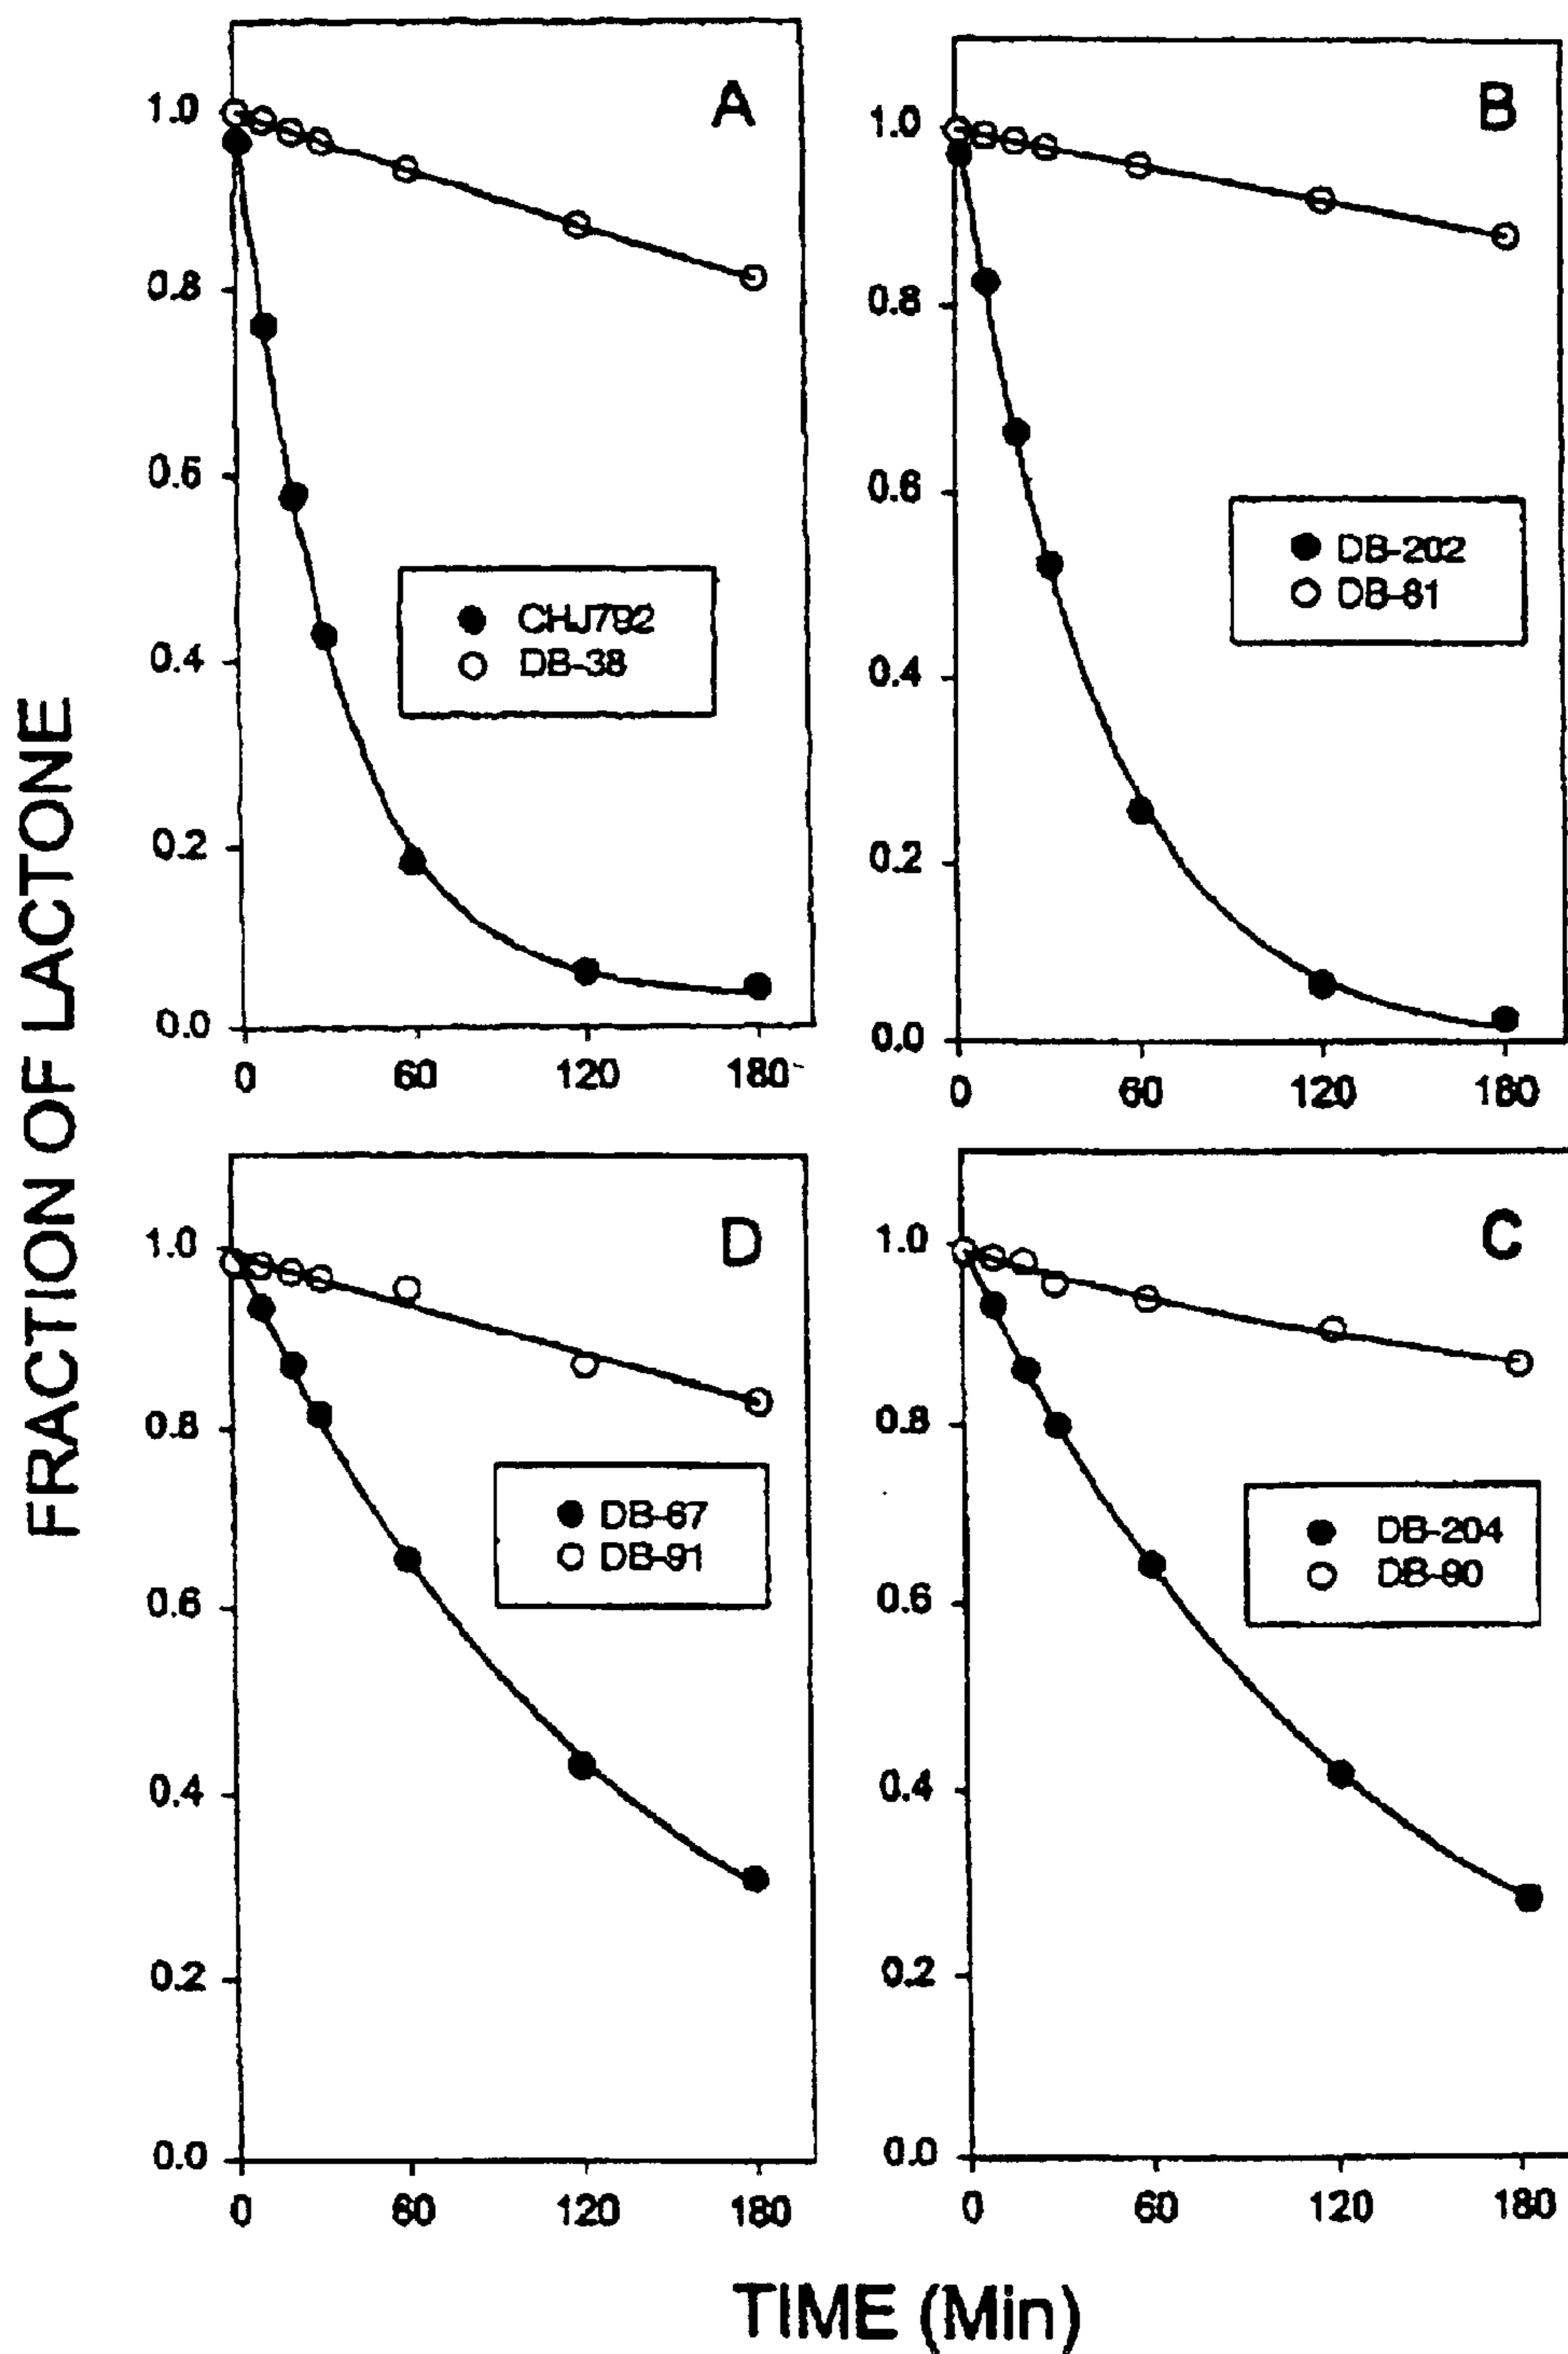 FRACTION OF LACTONE
A
1.0
0.8
0.6
0.4
0.2
0.0
CHJ792
DB-38
0 60 120 180
B
1.0
0.8
0.6
0.4
0.2
0.0
DB-202
DB-81
0 60 120 180
D
1.0
0.8
0.6
0.4
0.2
0.0
DB-67
DB-91
0 60 120 180
C
1.0
0.8
0.6
0.4
0.2
0.0
DB-204
DB-90
0 60 120 180
TIME (Min)